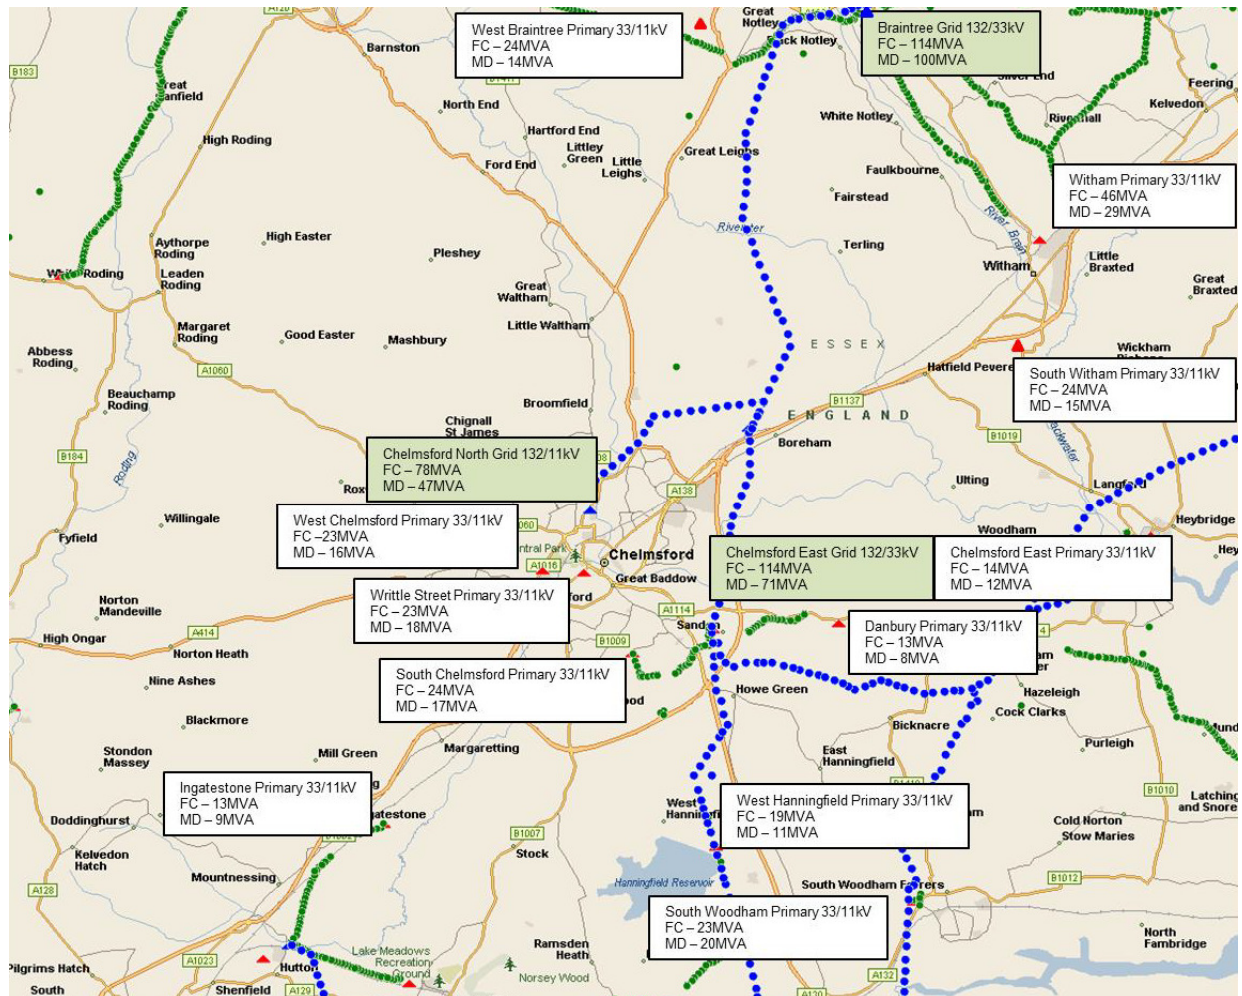 A120
A120
Great
Notley
West Braintree Primary 33/11kV
FC – 24MVA
MD – 14MVA
Braintree Grid 132/33kV
FC – 114MVA
MD – 100MVA
Barnston
B183
Feering
Kelvedon
North End
White Notley
Hartford End
High Roding
Littley
Green
Little
Leighs
Great Leighs
Ford End
Faulkbourne
Fairstead
Witham Primary 33/11kV
FC – 46MVA
MD – 29MVA
River Brain
Aythorpe
Roding
High Easter
Pleshey
Terling
Witham
Little
Braxted
Leaden
Roding
Great
Waltham
Great
Braxted
Margaret
Roding
Good Easter
Mashbury
Little Waltham
ESSEX
Abbess
Roding
A1060
Wickham
South Witham Primary 33/11kV
FC – 24MVA
MD – 15MVA
Beauchamp
Roding
Broomfield
B1137
ENGLAND
Chignall
St James
Boreham
B1019
B184
Roding
Chelmsford North Grid 132/11kV
FC – 78MVA
MD – 47MVA
A138
Ulting
Langford
West Chelmsford Primary 33/11kV
FC –23MVA
MD – 16MVA
Willingale
Fyfield
Woodham
Heybridge
Chelmsford
A1016
Great Baddow
Chelmsford East Grid 132/33kV
FC – 114MVA
MD – 71MVA
Chelmsford East Primary 33/11kV
FC – 14MVA
MD – 12MVA
Writtle Street Primary 33/11kV
FC – 23MVA
MD – 18MVA
Norton
Mandeville
A1114
A414
High Ongar
Norton Heath
B1009
Danbury Primary 33/11kV
FC – 13MVA
MD – 8MVA
South Chelmsford Primary 33/11kV
FC – 24MVA
MD – 17MVA
Nine Ashes
Howe Green
Hazeleigh
Cock Clarks
Blackmore
Bicknacre
Stondon
Massey
Mill Green
Margaretting
East
Hanningfield
Purleigh
Ingatestone Primary 33/11kV
FC – 13MVA
MD – 9MVA
West Hanningfield Primary 33/11kV
FC – 19MVA
MD – 11MVA
B1010
Latching
and Snore
Doddinghurst
Cold Norton
Stow Maries
B1007
Stock
Kelvedon
Hatch
Mountnessing
A128
Hanningfield Reservoir
B1012
South Woodham Primary 33/11kV
FC – 23MVA
MD – 20MVA
North
Fambridge
Lake Meadows
Recreation
Ground
Ramsden
Heath
Norsey Wood
A1023
Pilgrims Hatch
Hutton
South
Shenfield
A129
A132
A130